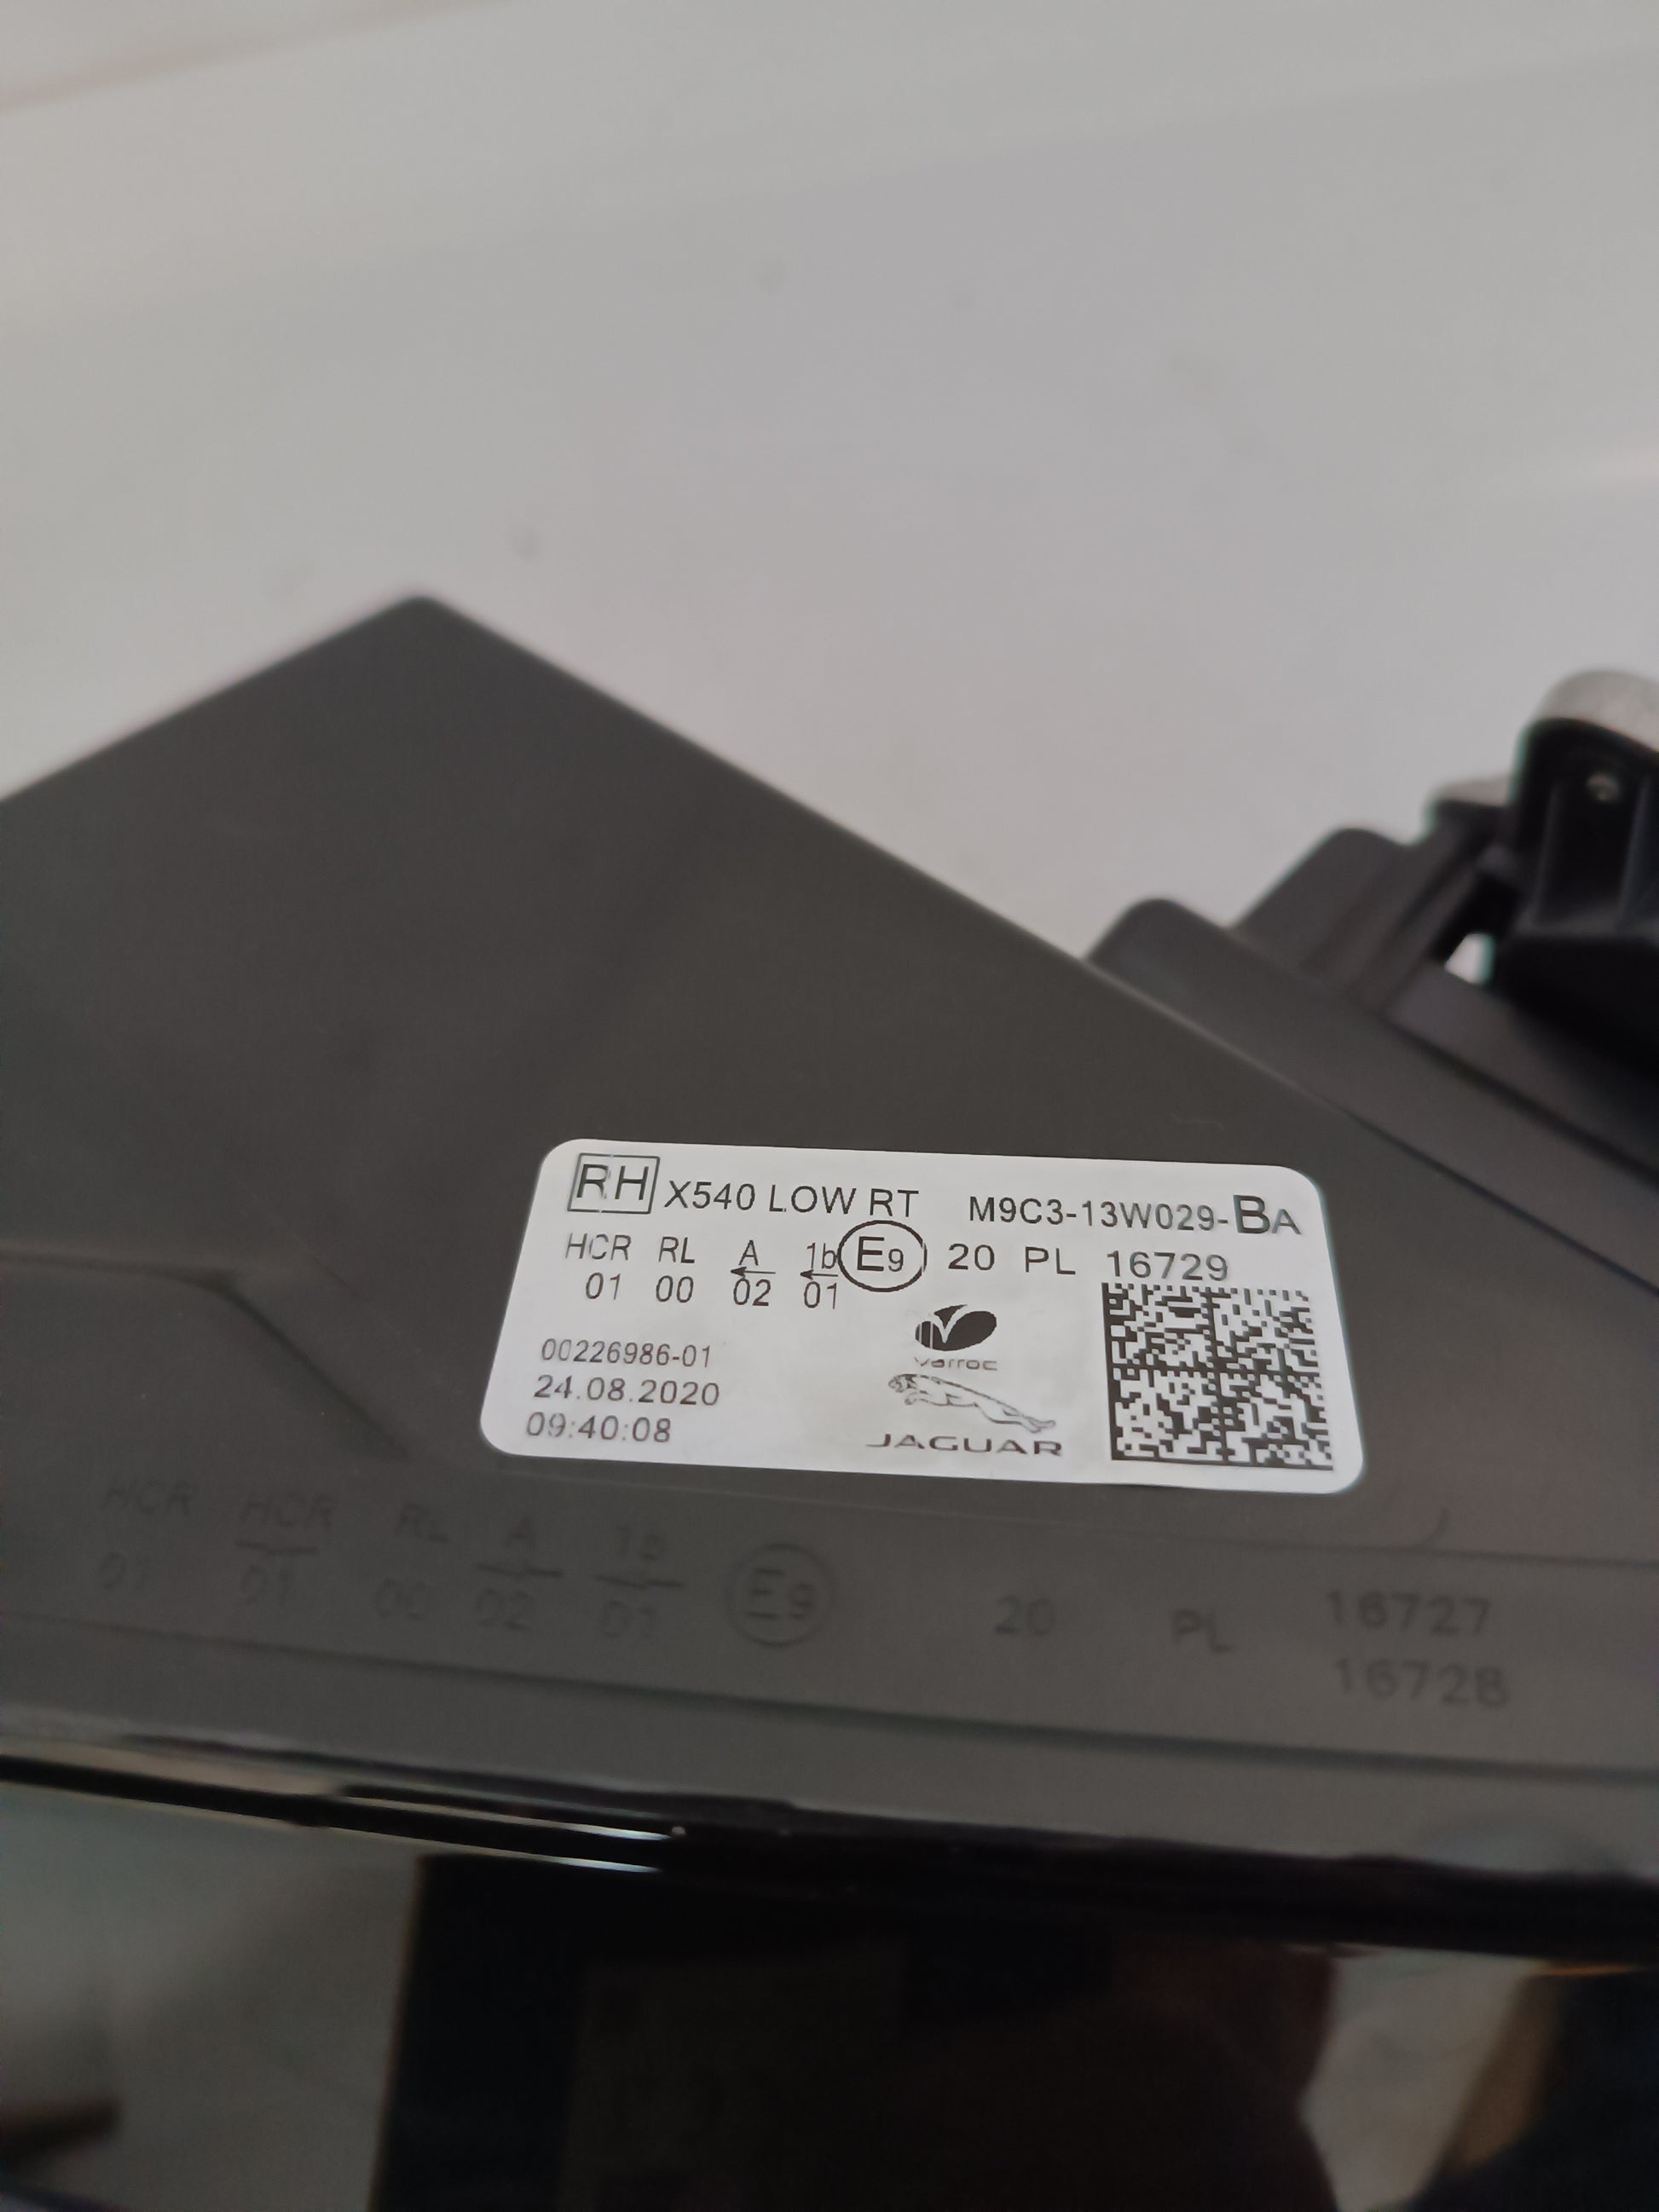 RH X540 LOW RT M9C3-13W029-BA
HCR RL A 1b E9 20 PL 16729
01 00 02 01
varroc
00226986-01
24.08.2020
09:40:08
JAGUAR
HCR HCR RL A 1b E9 20 PL 16727
01 01 00 02 01 16728